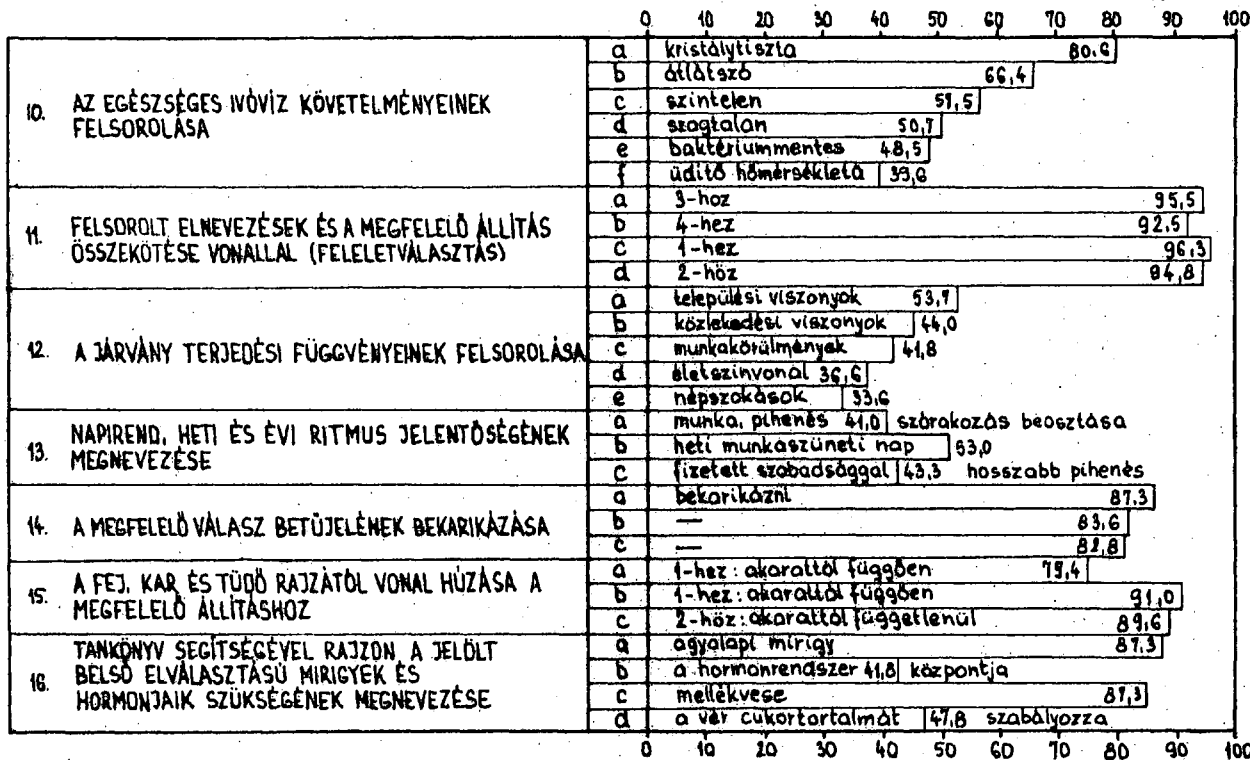 0 10 20 30 40 50 60 70 80 90 100
10. AZ EGÉSZSÉGES IVÓVÍZ KÖVETELMÉNYEINEK
FELSOROLÁSA
a kristálytiszta 80,6
b átlátszó 66,4
c színtelen 57,5
d szagtalan 50,7
e baktériummentes 48,5
f üdítő hőmérsékletű 39,6
11. FELSOROLT ELNEVEZÉSEK ÉS A MEGFELELŐ ÁLLÍTÁS
ÖSSZEKÖTÉSE VONALLAL (FELELETVÁLASZTÁS)
a 3-hoz 95,5
b 4-hez 92,5
c 1-hez 96,3
d 2-höz 94,8
12. A JÁRVÁNY TERJEDÉSI FÜGGVÉNYEINEK FELSOROLÁSA
a települési viszonyok 53,7
b közlekedési viszonyok 44,0
c munkakörülmények 41,8
d életszínvonal 36,6
e népszokások 33,6
13. NAPIREND, HETI ÉS ÉVI RITMUS JELENTŐSÉGÉNEK
MEGNEVEZÉSE
a munka, pihenés 41,0 szórakozás beosztása
b heti munkaszüneti nap 53,0
c fizetett szabadsággal 43,3 hosszabb pihenés
14. A MEGFELELŐ VÁLASZ BETŰJELÉNEK BEKARIKÁZÁSA
a bekarikázni 87,3
b — 83,6
c — 82,8
15. A FEJ, KAR ÉS TÜDŐ RAJZÁTÓL VONAL HÚZÁSA A
MEGFELELŐ ÁLLÍTÁSHOZ
a 1-hez: akarattól függően
b 1-hez: akarattól függően 91,0
c 2-höz: akarattól függetlenül 89,6
16. TANKÖNYV SEGÍTSÉGÉVEL RAJZON A JELÖLT
BELSŐ ELVÁLASZTÁSÚ MIRIGYEK ÉS
HORMONJAIK SZÜKSÉGÉNEK MEGNEVEZÉSE
a agyalapi mirigy 87,3
b a hormonrendszer 41,8 központja
c mellékvese
d a vér cukortartalmát 47,8 szabályozza
0 10 20 30 40 50 60 70 80 90 100